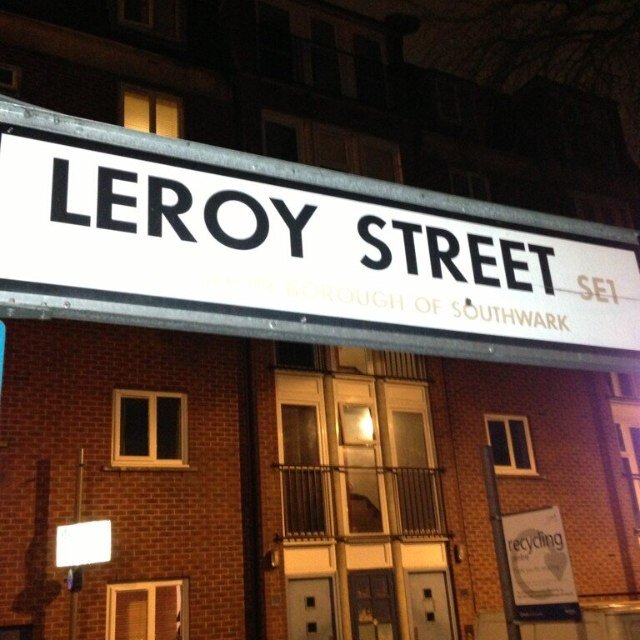 LEROY STREET SE1
BOROUGH OF SOUTHWARK
recycling